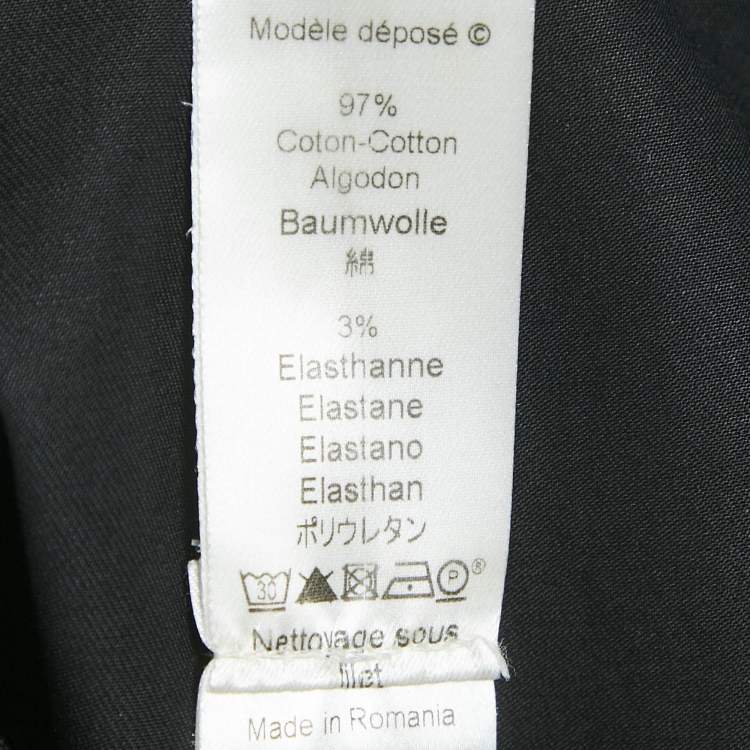 Modèle déposé ©
97%
Coton-Cotton
Algodon
Baumwolle
綿
3%
Elasthanne
Elastane
Elastano
Elasthan
ポリウレタン
30 P ®
Nettoyage sous
filet
Made in Romania